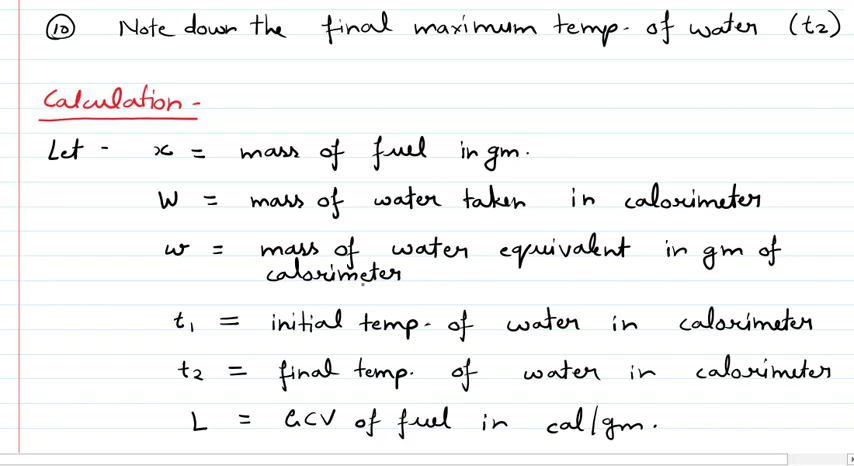 (10) Note down the final maximum temp. of water (t2)
Calculation -
Let - x = mass of fuel in gm.
W = mass of water taken in calorimeter
w = mass of water equivalent in gm of
calorimeter
t1 = initial temp. of water in calorimeter
t2 = final temp. of water in calorimeter
L = GCV of fuel in cal/gm.